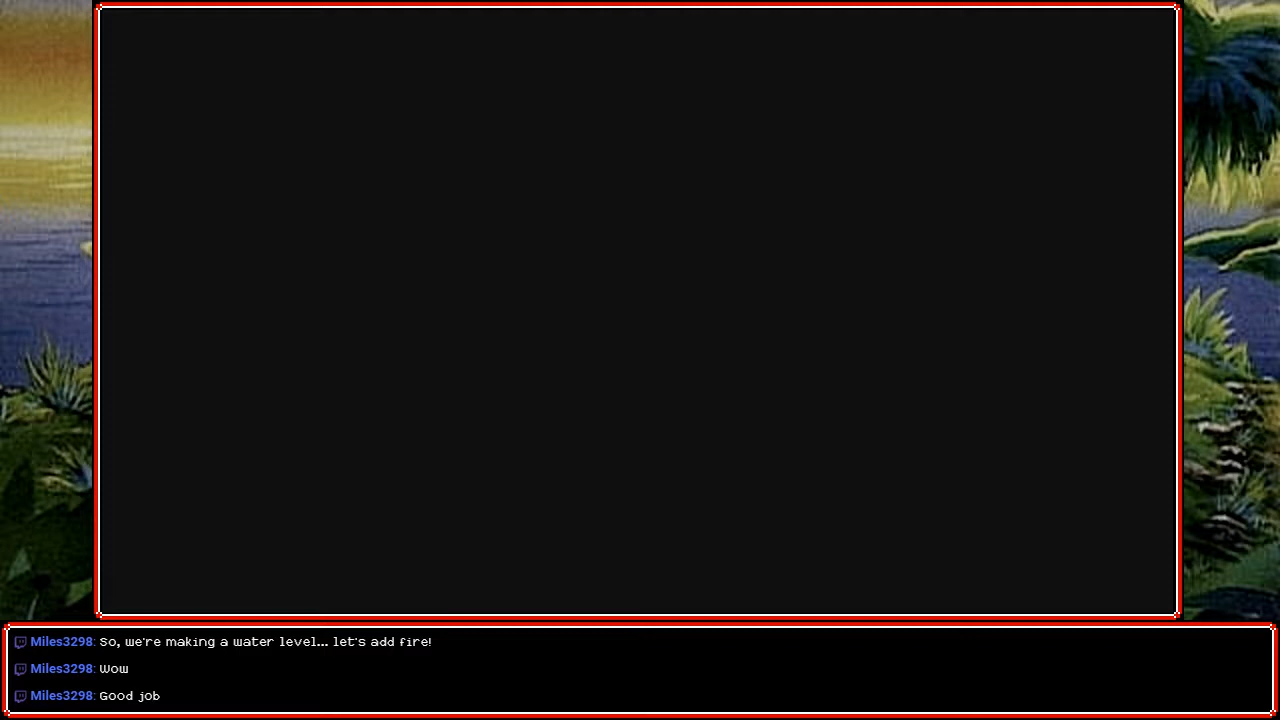 Miles3298: So, we're making a water level... let's add fire!
Miles3298: Wow
Miles3298: Good job